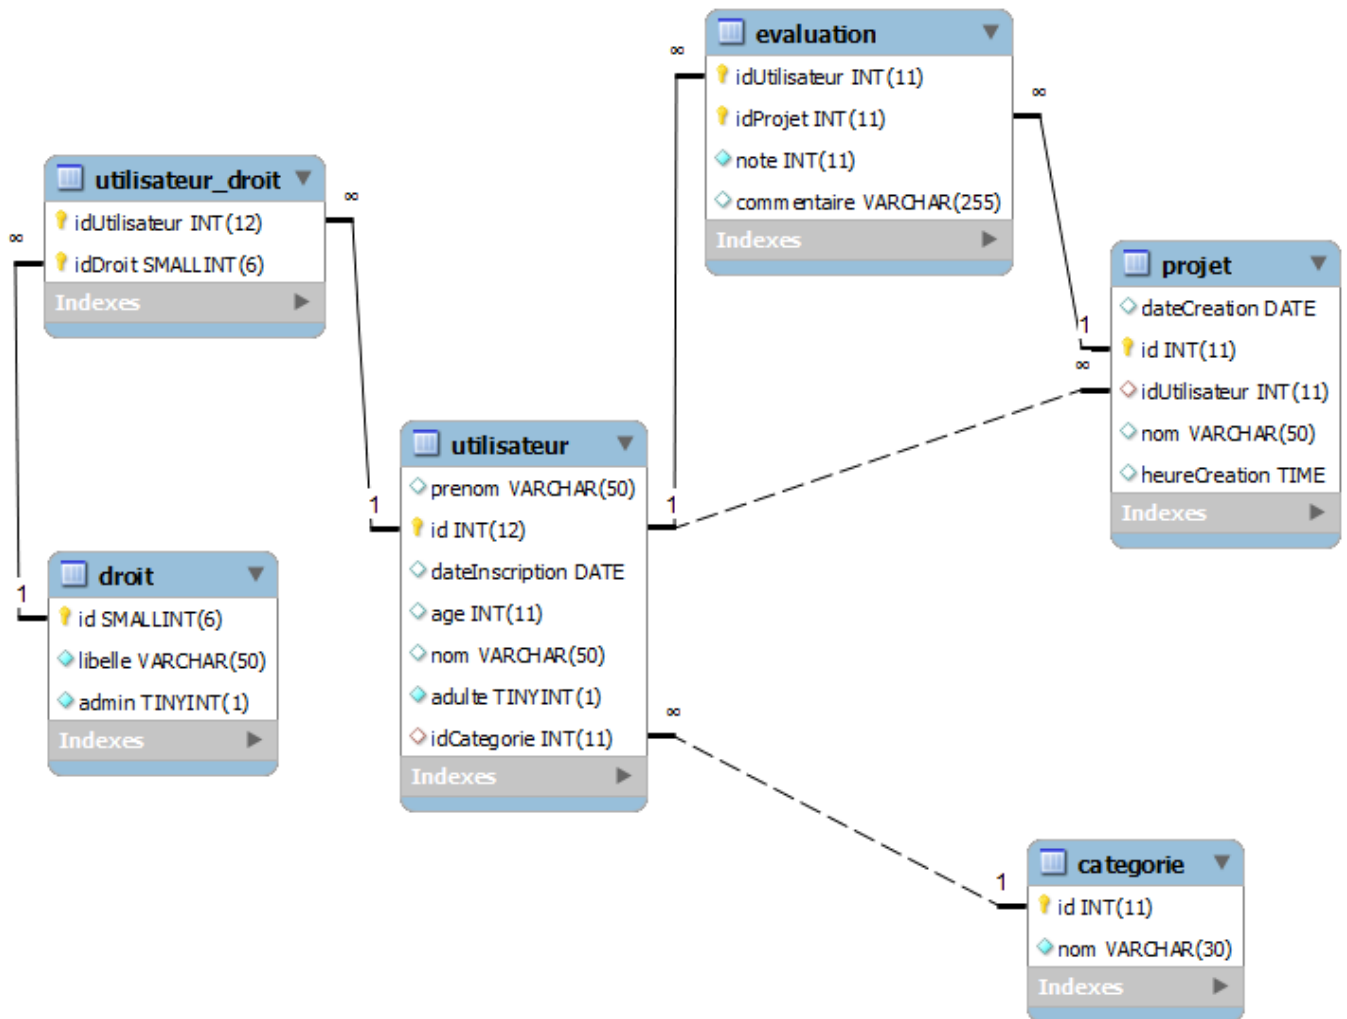 evaluation
idUtilisateur INT(11)
idProjet INT(11)
note INT(11)
commentaire VARCHAR(255)
Indexes
∞
∞
utilisateur_droit
idUtilisateur INT(12)
idDroit SMALLINT(6)
Indexes
∞
∞
projet
dateCreation DATE
id INT(11)
idUtilisateur INT(11)
nom VARCHAR(50)
heureCreation TIME
Indexes
1
∞
utilisateur
prenom VARCHAR(50)
id INT(12)
dateInscription DATE
age INT(11)
nom VARCHAR(50)
adulte TINYINT(1)
idCategorie INT(11)
Indexes
1
1
∞
droit
id SMALLINT(6)
libelle VARCHAR(50)
admin TINYINT(1)
Indexes
1
categorie
id INT(11)
nom VARCHAR(30)
Indexes
1